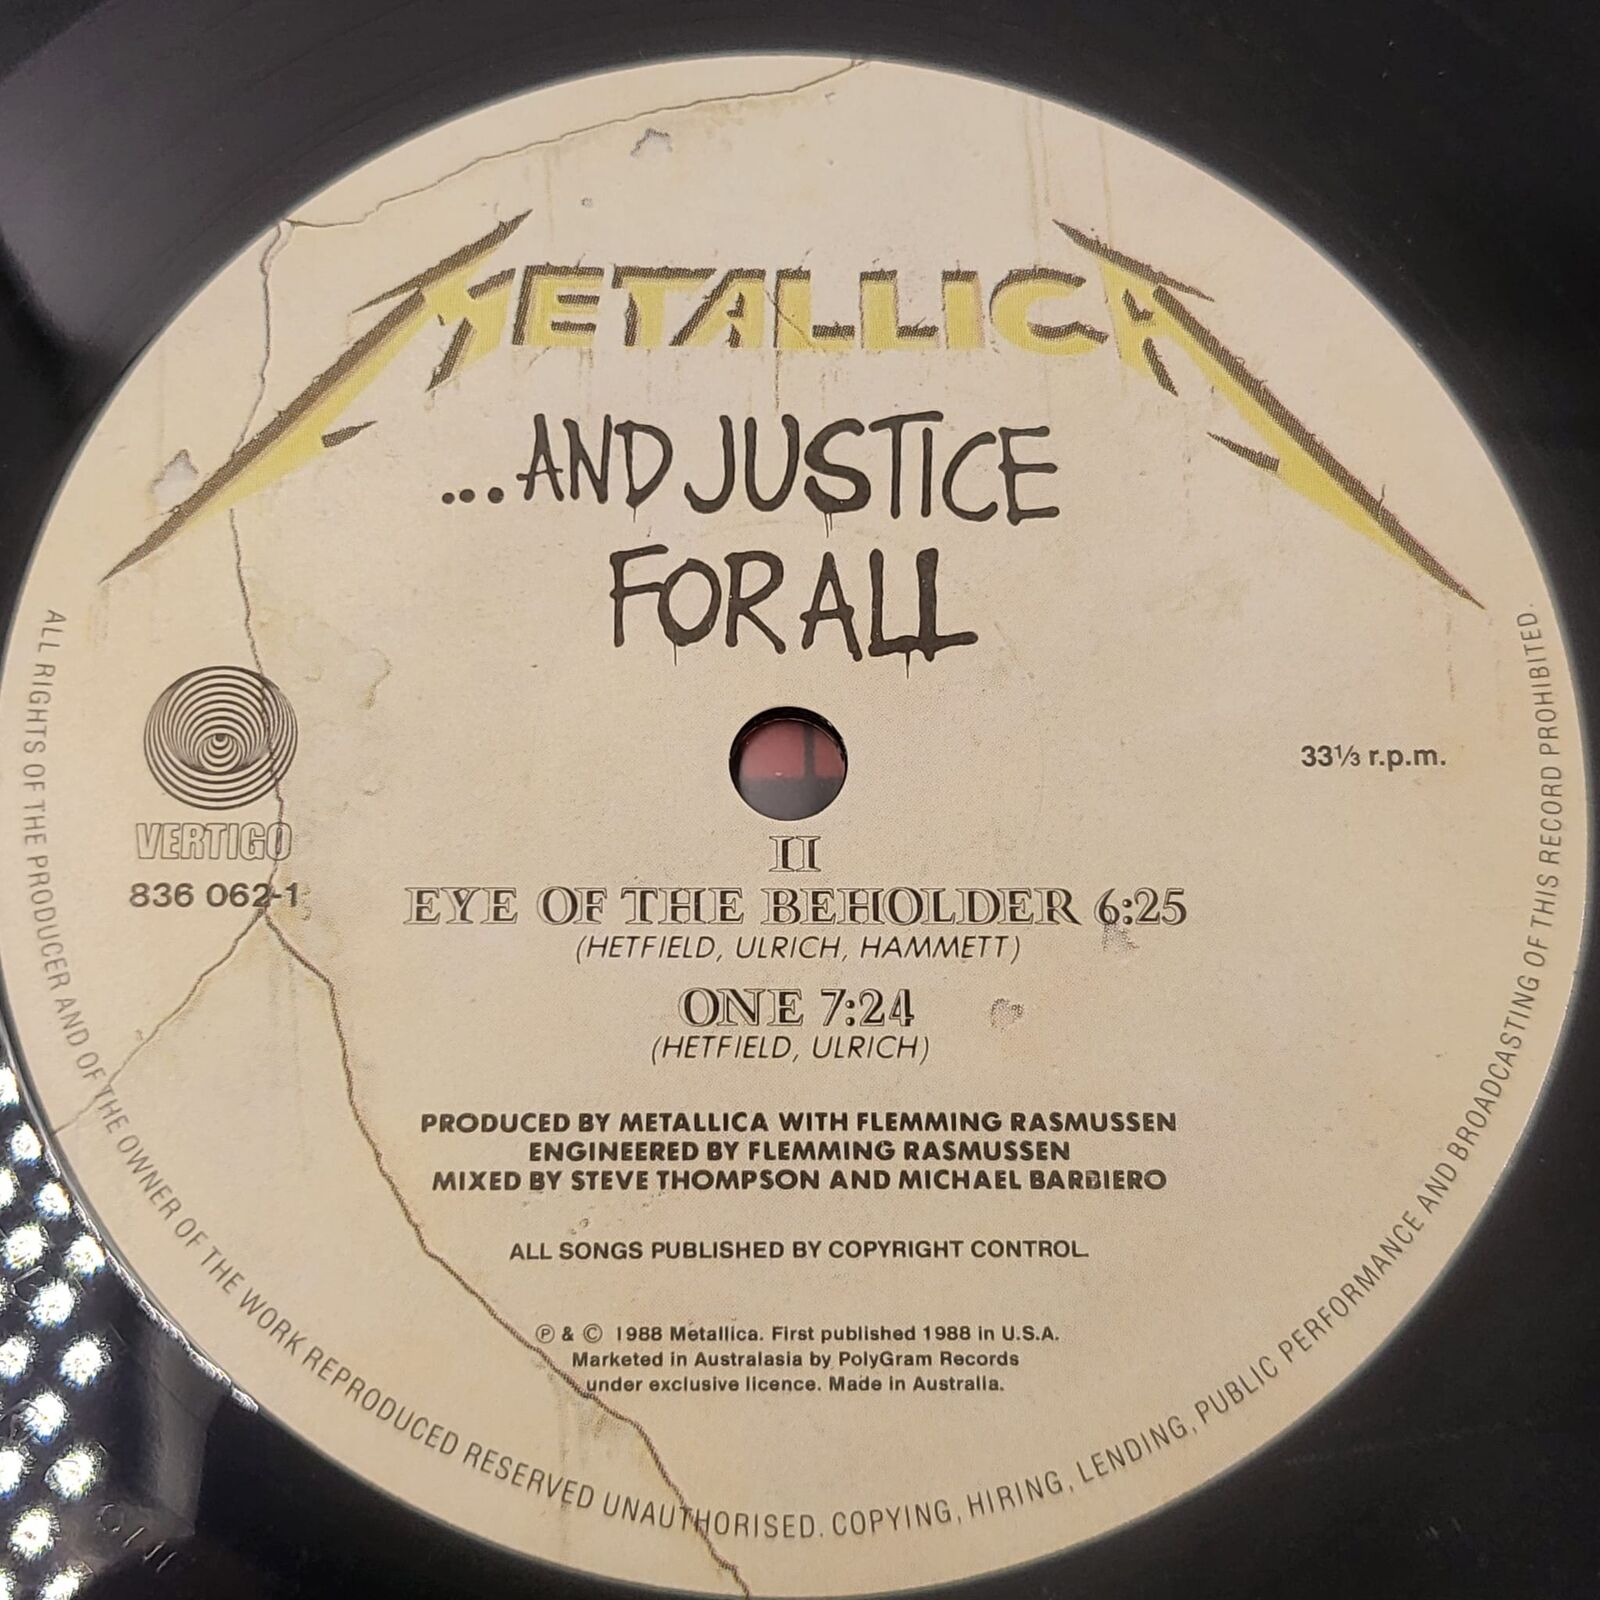 METALLICA
...AND JUSTICE
FOR ALL
33⅓ r.p.m.
VERTIGO
836 062-1
II
EYE OF THE BEHOLDER 6:25
(HETFIELD, ULRICH, HAMMETT)
ONE 7:24
(HETFIELD, ULRICH)
PRODUCED BY METALLICA WITH FLEMMING RASMUSSEN
ENGINEERED BY FLEMMING RASMUSSEN
MIXED BY STEVE THOMPSON AND MICHAEL BARBIERO
ALL SONGS PUBLISHED BY COPYRIGHT CONTROL.
℗ & © 1988 Metallica. First published 1988 in U.S.A.
Marketed in Australasia by PolyGram Records
under exclusive licence. Made in Australia.
ALL RIGHTS OF THE PRODUCER AND OF THE OWNER OF THE WORK REPRODUCED RESERVED UNAUTHORISED. COPYING, HIRING, LENDING, PUBLIC PERFORMANCE AND BROADCASTING OF THIS RECORD PROHIBITED.